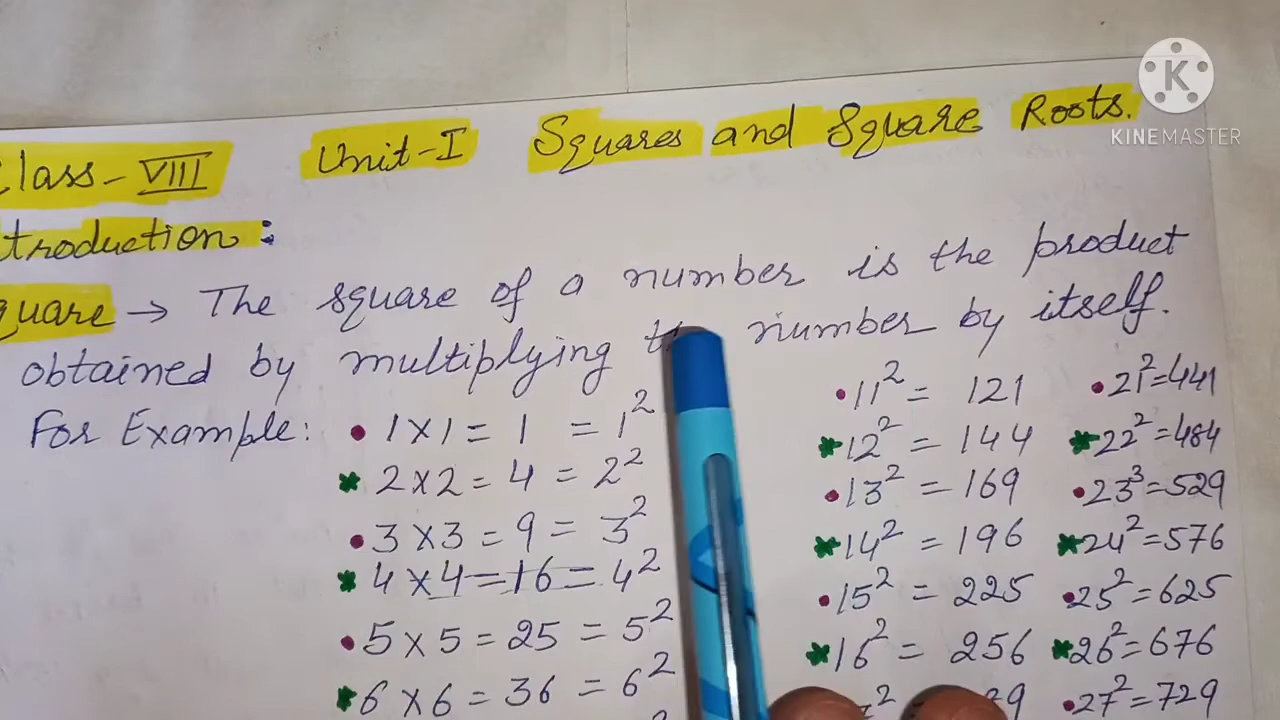 KINEMASTER
Class - VIII Unit-I Squares and Square Roots.
troduction:
quare → The square of a number is the product
obtained by multiplying the number by itself.
For Example: • 1×1 = 1 = 1² • 11² = 121 • 21² = 441
* 2×2 = 4 = 2² * 12² = 144 * 22² = 484
• 3×3 = 9 = 3² • 13² = 169 • 23³ = 529
* 4×4 = 16 = 4² * 14² = 196 * 24² = 576
• 5×5 = 25 = 5² • 15² = 225 • 25² = 625
* 6×6 = 36 = 6² * 16² = 256 * 26² = 676
• 27² = 729